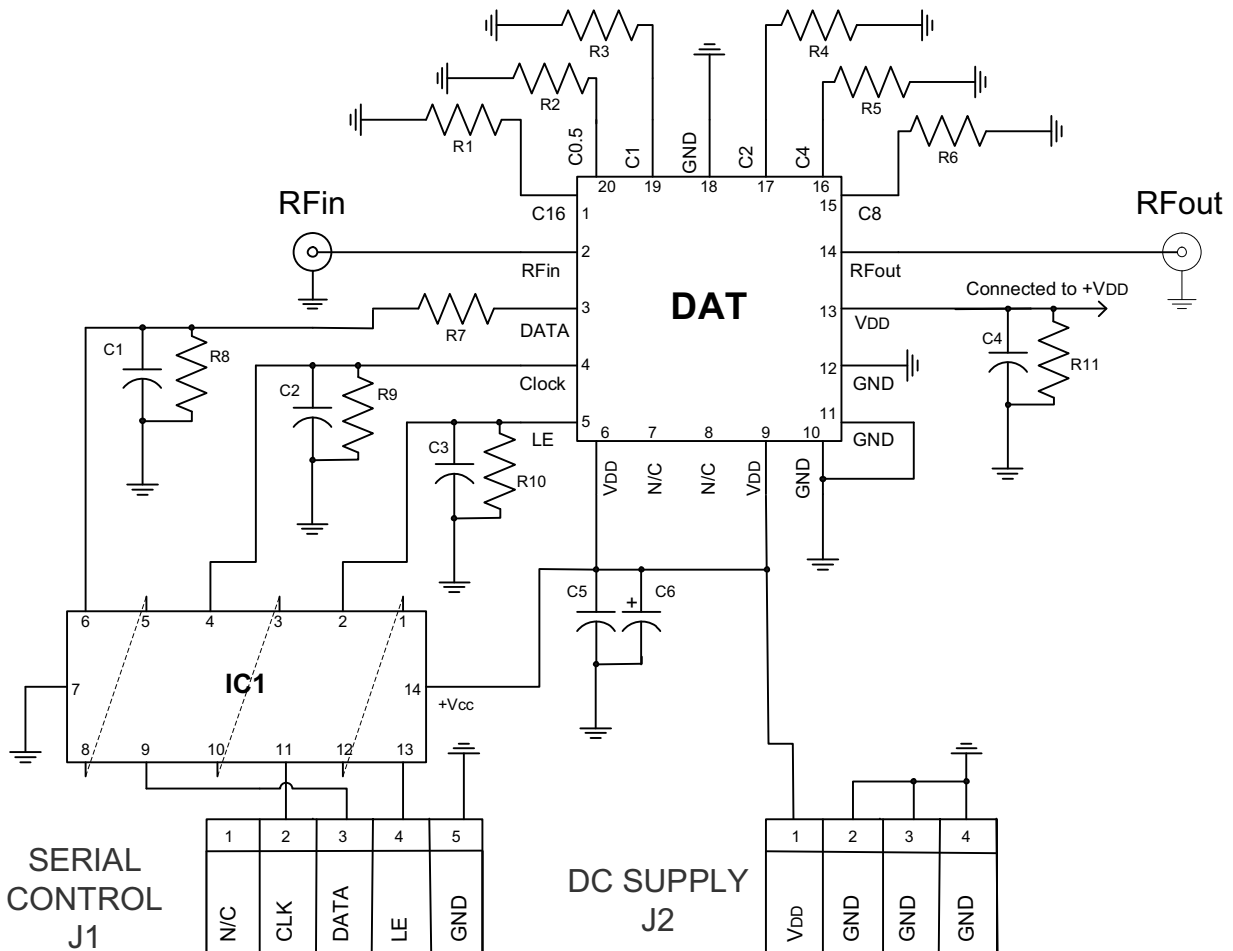 R3
R4
R2
R5
R1
R6
C0.5
C1
GND
C2
C4
20
19
18
17
16
C16
1
15
C8
RFin
RFout
2
RFin
14
RFout
DAT
Connected to +VDD
3
DATA
R7
13
VDD
C1
R8
C4
R11
4
Clock
C2
R9
12
GND
5
LE
C3
R10
11
GND
6
7
8
9
10
VDD
N/C
N/C
VDD
GND
C5
+
C6
6
5
4
3
2
1
7
IC1
14
+Vcc
8
9
10
11
12
13
SERIAL
CONTROL
J1
1
2
3
4
5
N/C
CLK
DATA
LE
GND
DC SUPPLY
J2
1
2
3
4
VDD
GND
GND
GND